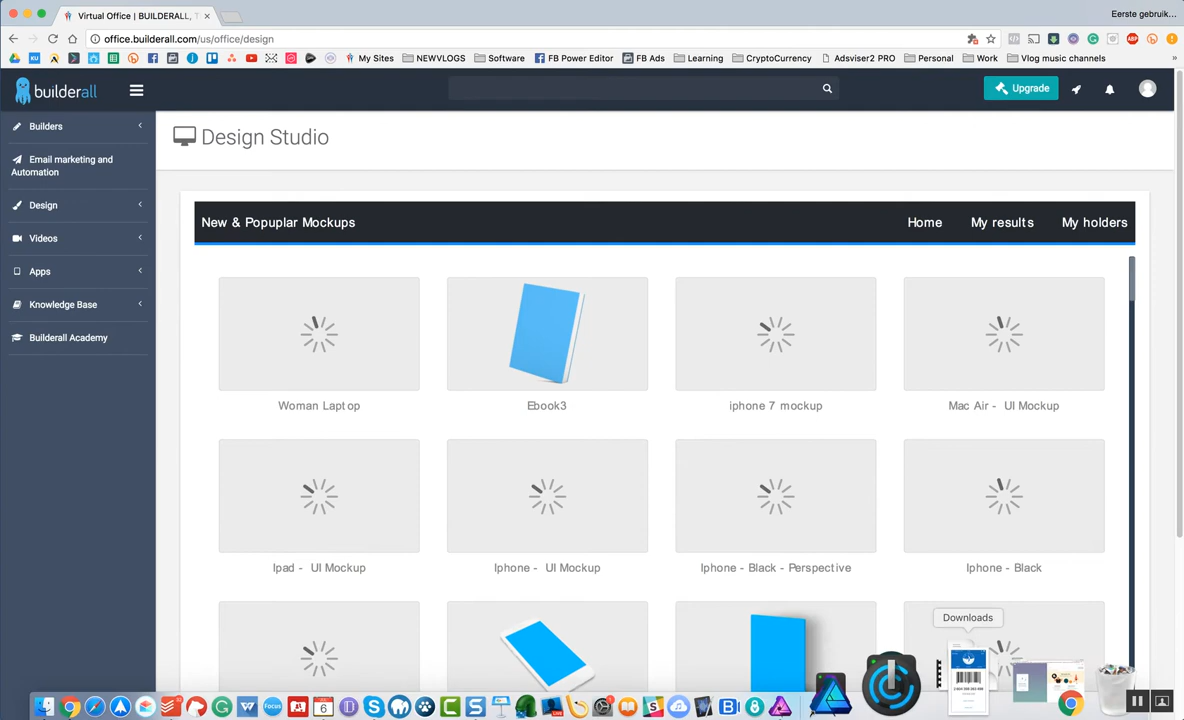 Virtual Office | BUILDERALL, T
Eerste gebruik...
office.builderall.com/us/office/design
My Sites
NEWVLOGS
Software
FB Power Editor
FB Ads
Learning
CryptoCurrency
Adsviser2 PRO
Personal
Work
Vlog music channels
»
builderall
Upgrade
Builders
Email marketing and
Automation
Design
Videos
Apps
Knowledge Base
Builderall Academy
Design Studio
New & Popuplar Mockups
Home
My results
My holders
Woman Laptop
Ebook3
iphone 7 mockup
Mac Air - UI Mockup
Ipad - UI Mockup
Iphone - UI Mockup
Iphone - Black - Perspective
Iphone - Black
Downloads
Focus
6